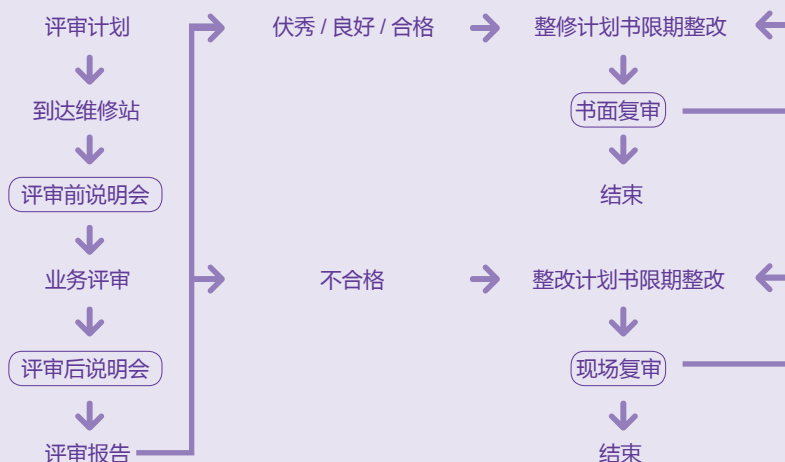 评审计划
到达维修站
评审前说明会
业务评审
评审后说明会
评审报告
伏秀 / 良好 / 合格
不合格
整修计划书限期整改
书面复审
结束
整改计划书限期整改
现场复审
结束